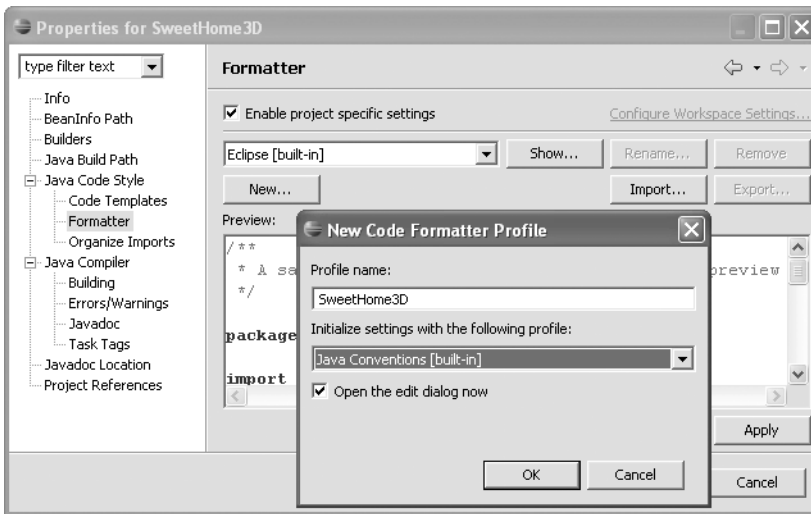 Properties for SweetHome3D
type filter text
Formatter
Info
BeanInfo Path
Builders
Java Build Path
Java Code Style
Code Templates
Formatter
Organize Imports
Java Compiler
Building
Errors/Warnings
Javadoc
Task Tags
Javadoc Location
Project References
Enable project specific settings
Configure Workspace Settings...
Eclipse [built-in]
Show...
Rename...
Remove
New...
Import...
Export...
Preview:
/**
* A sa
preview
*/
package
import
New Code Formatter Profile
Profile name:
SweetHome3D
Initialize settings with the following profile:
Java Conventions [built-in]
Open the edit dialog now
OK
Cancel
Apply
Cancel